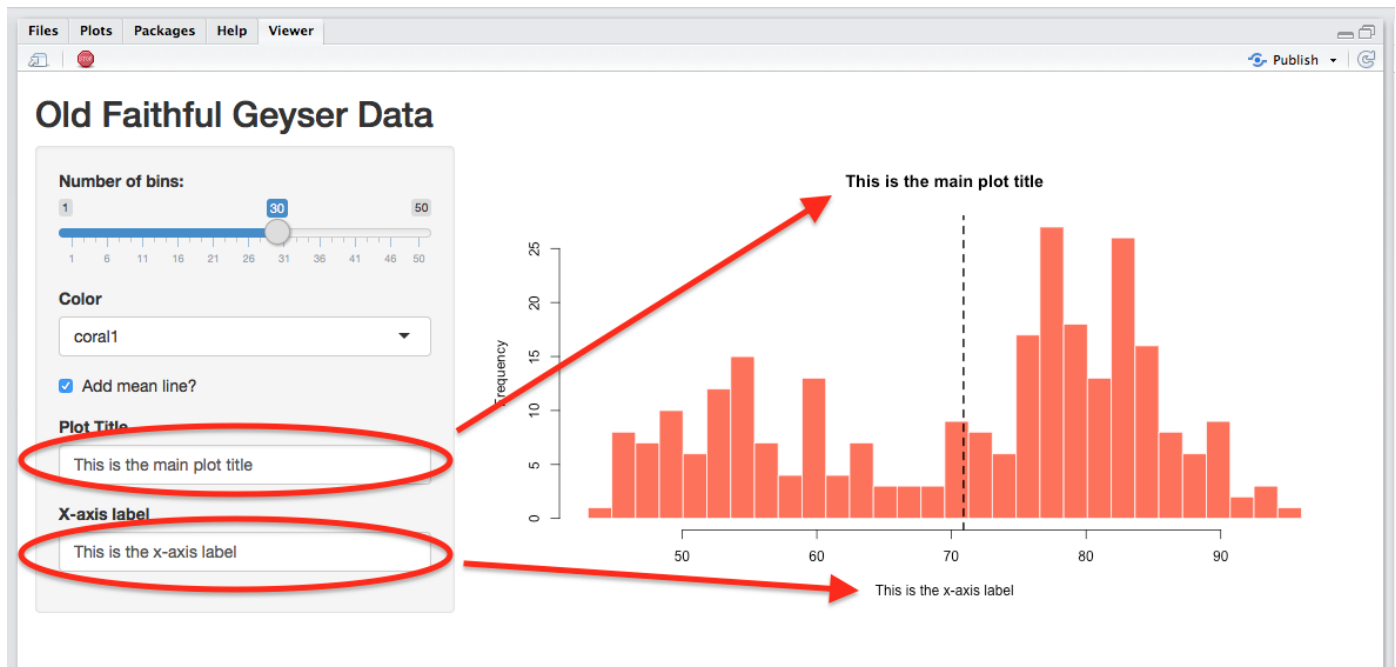 Files Plots Packages Help Viewer
STOP
Publish
Old Faithful Geyser Data
Number of bins:
1 30 50
1 6 11 16 21 26 31 36 41 46 50
Color
coral1
Add mean line?
Plot Title
This is the main plot title
X-axis label
This is the x-axis label
This is the main plot title
Frequency
25
20
15
10
5
0
50 60 70 80 90
This is the x-axis label